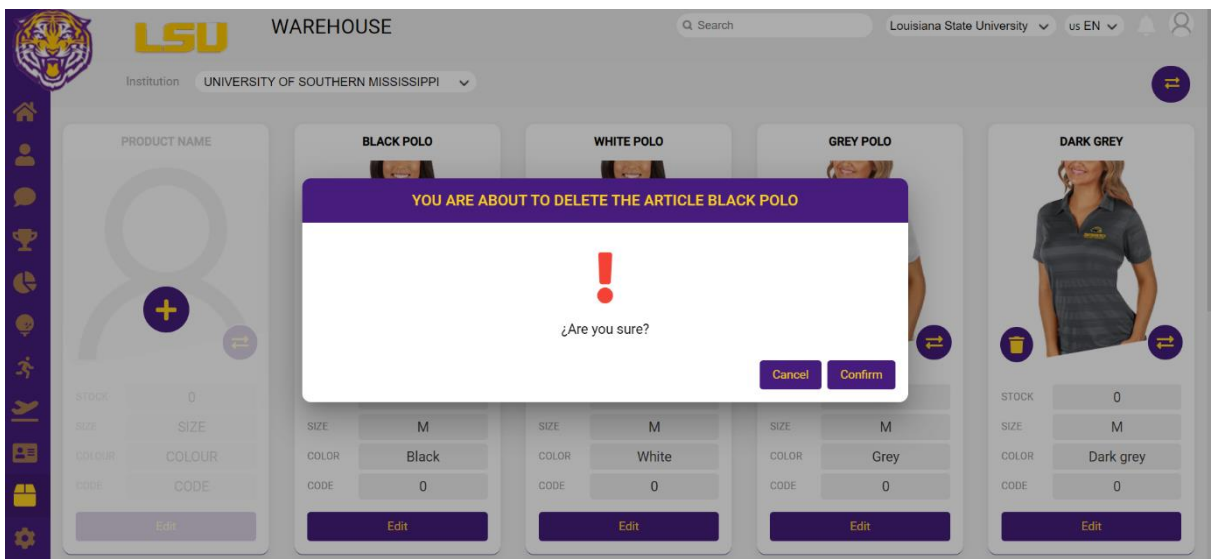 LSU
WAREHOUSE
Search
Louisiana State University
us EN
Institution
UNIVERSITY OF SOUTHERN MISSISSIPPI
PRODUCT NAME
BLACK POLO
WHITE POLO
GREY POLO
DARK GREY
YOU ARE ABOUT TO DELETE THE ARTICLE BLACK POLO
¿Are you sure?
Cancel
Confirm
STOCK 0
STOCK 0
SIZE SIZE
SIZE M
SIZE M
SIZE M
SIZE M
COLOUR COLOUR
COLOR Black
COLOR White
COLOR Grey
COLOR Dark grey
CODE CODE
CODE 0
CODE 0
CODE 0
CODE 0
Edit
Edit
Edit
Edit
Edit